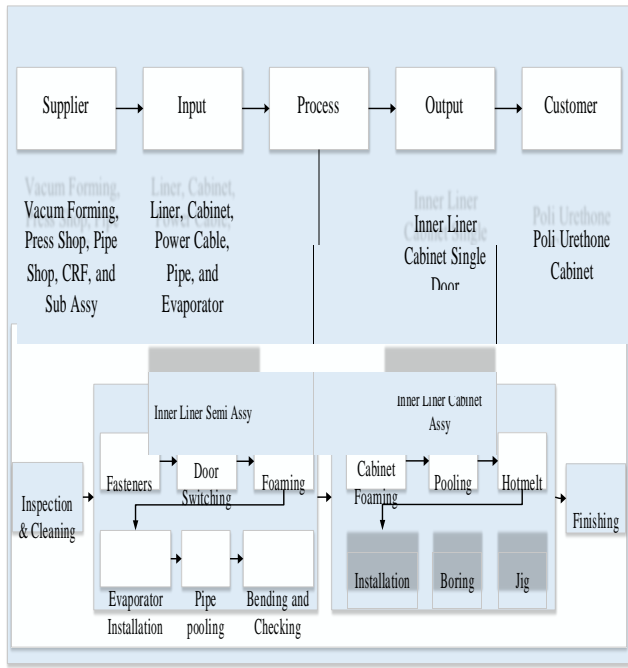 Supplier
Input
Process
Output
Customer
Vacum Forming,
Press Shop, Pipe
Shop, CRF, and
Sub Assy
Liner, Cabinet,
Power Cable,
Pipe, and
Evaporator
Inner Liner
Cabinet Single
Door
Poli Urethone
Cabinet
Inner Liner Semi Assy
Inner Liner Cabinet
Assy
Inspection
& Cleaning
Fasteners
Door
Switching
Foaming
Evaporator
Installation
Pipe
pooling
Bending and
Checking
Cabinet
Foaming
Pooling
Hotmelt
Installation
Boring
Jig
Finishing